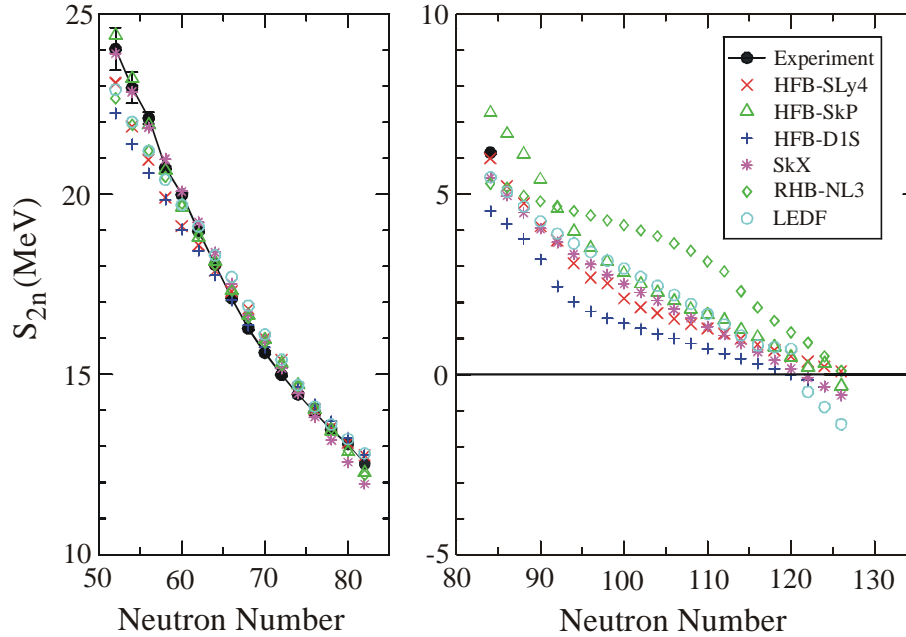 S2n (MeV)
25
20
15
10
50
60
70
80
Neutron Number
10
5
0
-5
80
90
100
110
120
130
Neutron Number
Experiment
HFB-SLy4
HFB-SkP
HFB-D1S
SkX
RHB-NL3
LEDF